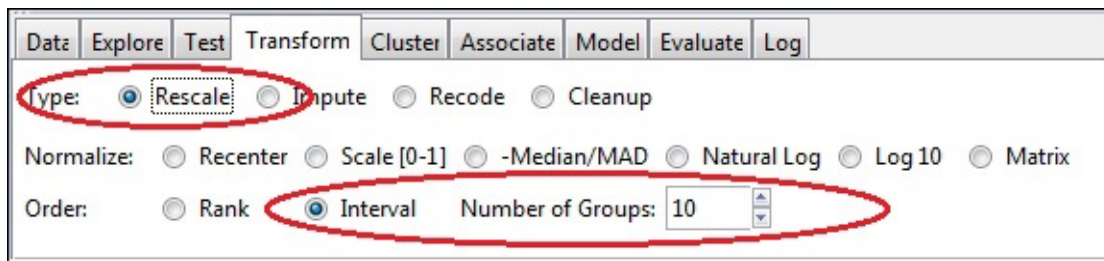 Data Explore Test Transform Cluster Associate Model Evaluate Log
Type: Rescale Impute Recode Cleanup
Normalize: Recenter Scale [0-1] -Median/MAD Natural Log Log 10 Matrix
Order: Rank Interval Number of Groups: 10